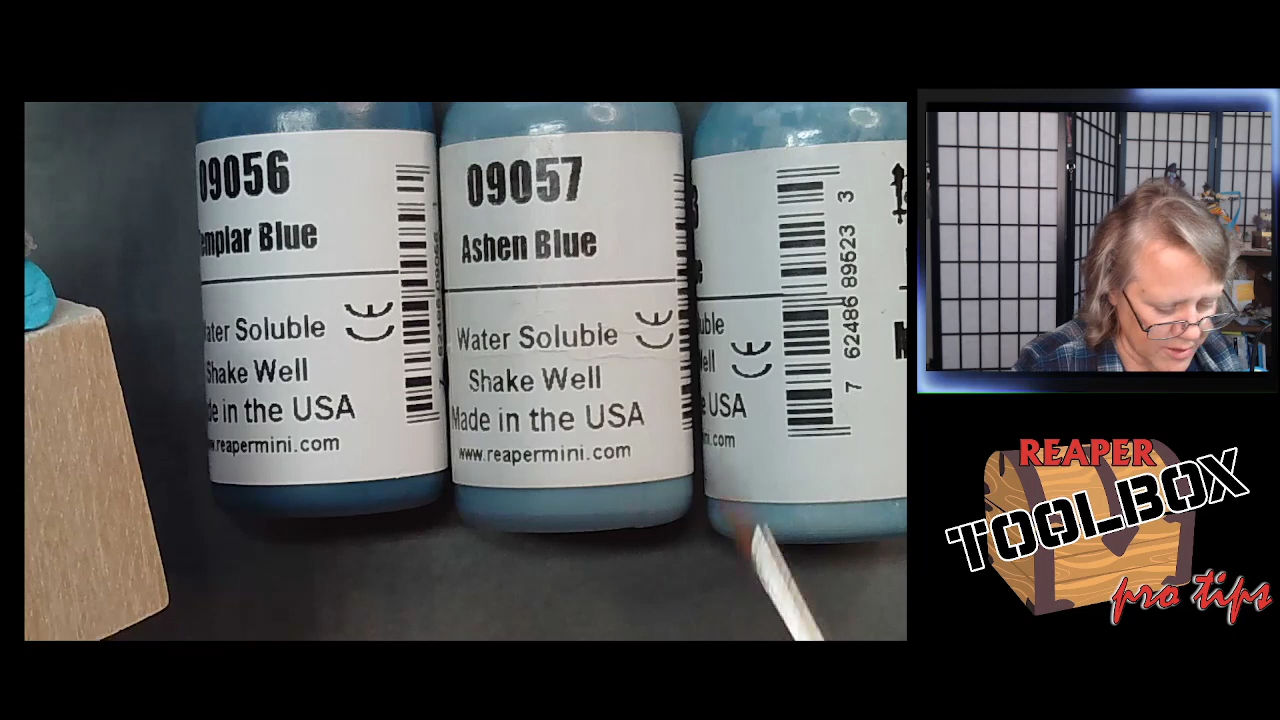 09056
emplar Blue
ater Soluble
Shake Well
de in the USA
w.reapermini.com
09057
Ashen Blue
Water Soluble
Shake Well
Made in the USA
www.reapermini.com
uble
ell
e USA
ni.com
7 62486 89523 3
REAPER
TOOLBOX
pro tips